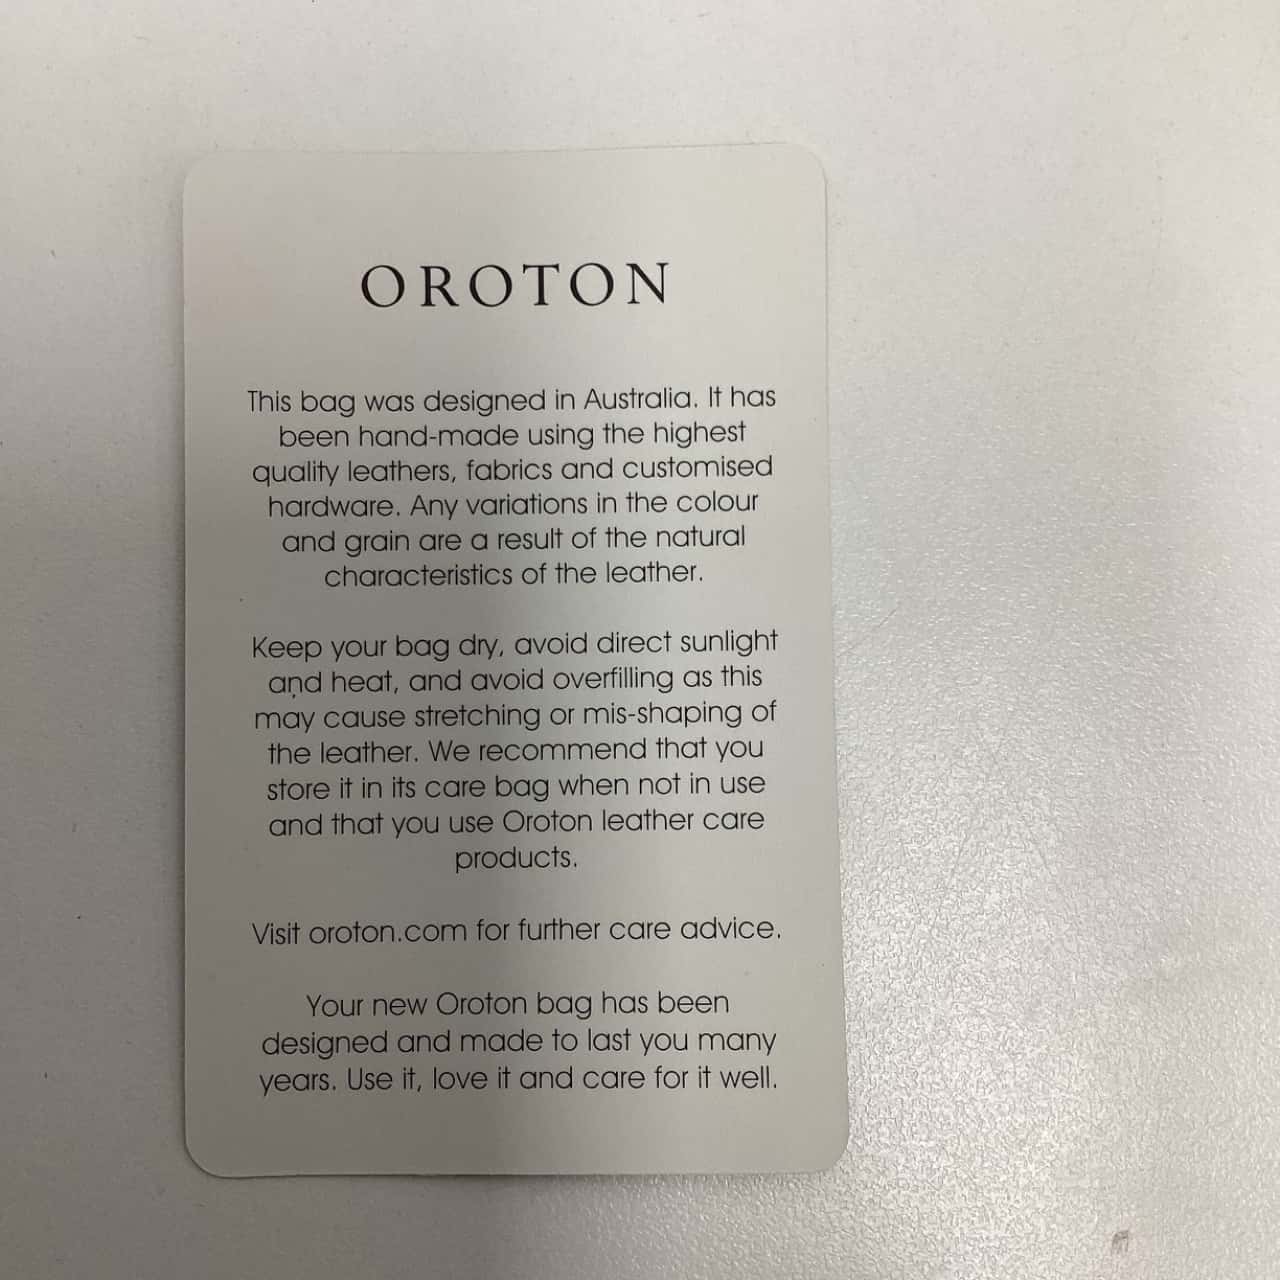 OROTON
This bag was designed in Australia. It has
been hand-made using the highest
quality leathers, fabrics and customised
hardware. Any variations in the colour
and grain are a result of the natural
characteristics of the leather.
Keep your bag dry, avoid direct sunlight
and heat, and avoid overfilling as this
may cause stretching or mis-shaping of
the leather. We recommend that you
store it in its care bag when not in use
and that you use Oroton leather care
products.
Visit oroton.com for further care advice.
Your new Oroton bag has been
designed and made to last you many
years. Use it, love it and care for it well.